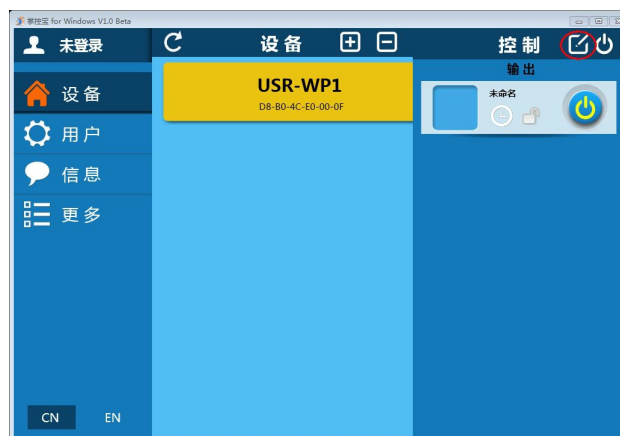 掌控宝 for Windows V1.0 Beta
未登录
设备
控制
输出
USR-WP1
D8-B0-4C-E0-00-0F
未命名
设备
用户
信息
更多
CN
EN